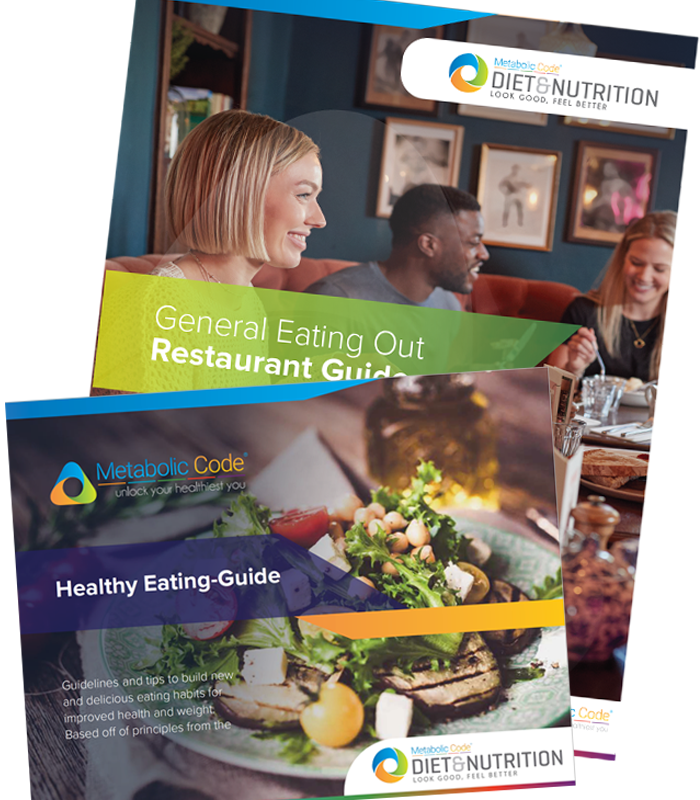 Metabolic Code®
DIET&NUTRITION
LOOK GOOD, FEEL BETTER
General Eating Out
Restaurant Guide
Metabolic Code®
unlock your healthiest you
Healthy Eating-Guide
Guidelines and tips to build new
and delicious eating habits for
improved health and weight.
Based off of principles from the
Code®
Metabolic Code®
DIET&NUTRITION
LOOK GOOD, FEEL BETTER